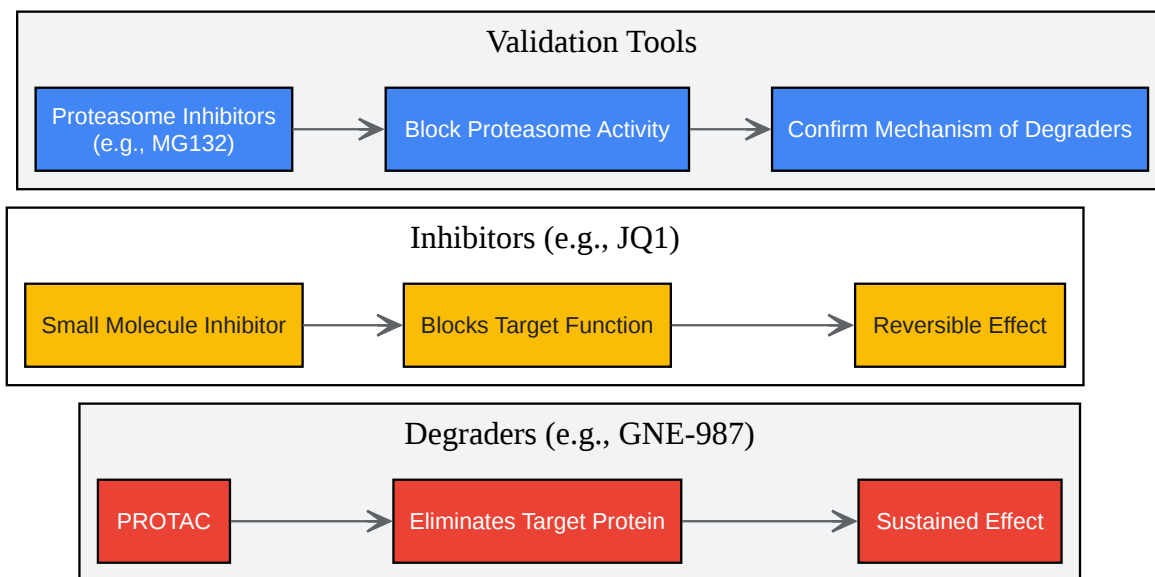 Validation Tools
Proteasome Inhibitors
(e.g., MG132)
Block Proteasome Activity
Confirm Mechanism of Degraders
Inhibitors (e.g., JQ1)
Small Molecule Inhibitor
Blocks Target Function
Reversible Effect
Degraders (e.g., GNE-987)
PROTAC
Eliminates Target Protein
Sustained Effect